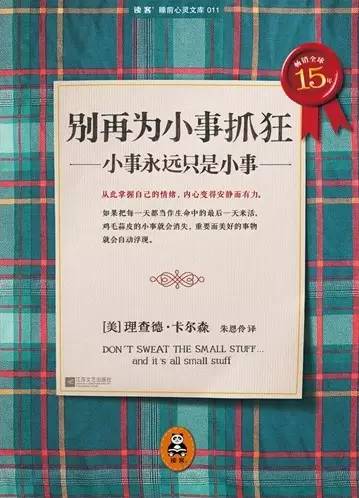 读客®睡前心灵文库 011
畅销全球
15年
别再为小事抓狂
小事永远只是小事
从此掌握自己的情绪，内心变得安静而有力。
如果把每一天都当作生命中的最后一天来活，
鸡毛蒜皮的小事就会消失，重要而美好的事物
就会自动浮现。
[美] 理查德·卡尔森 朱恩伶 译
DON'T SWEAT THE SMALL STUFF...
and it's all small stuff
江苏文艺出版社
读客